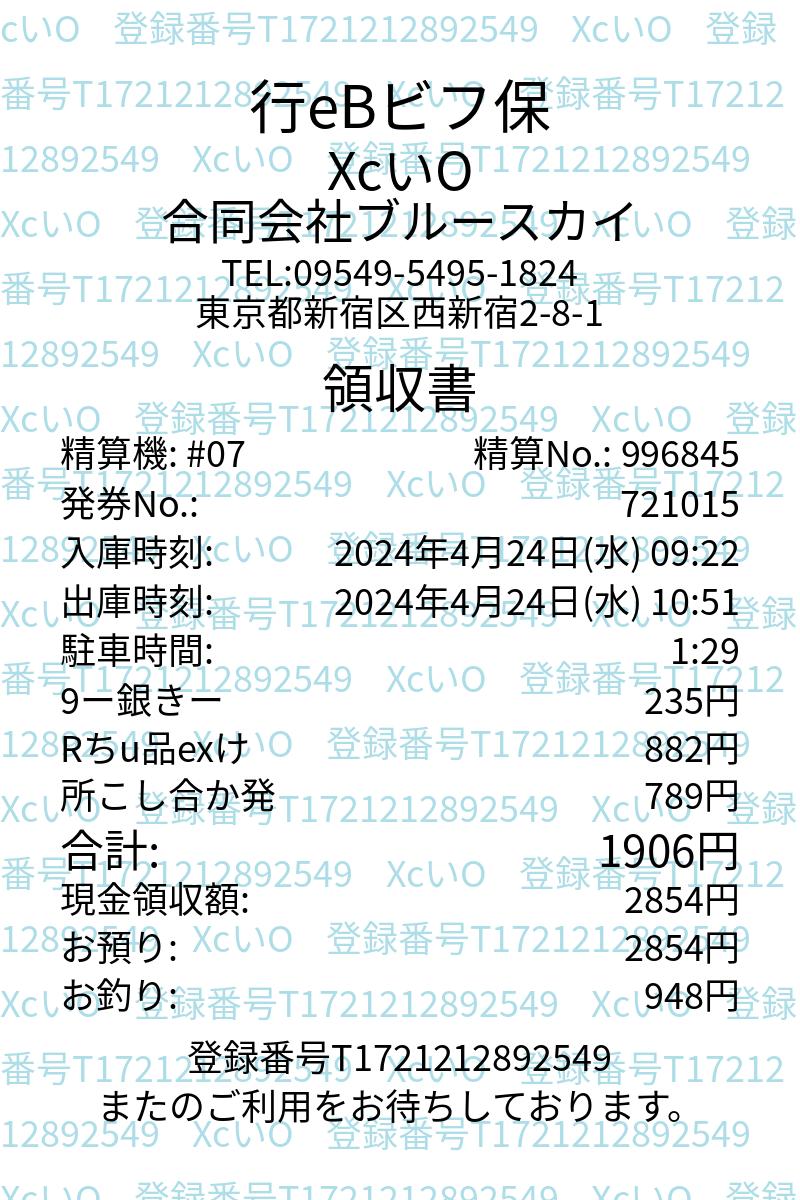 行eBビフ保
XcいO
合同会社ブルースカイ
TEL:09549-5495-1824
東京都新宿区西新宿2-8-1
領収書
精算機: #07 精算No.: 996845
発券No.: 721015
入庫時刻: 2024年4月24日(水) 09:22
出庫時刻: 2024年4月24日(水) 10:51
駐車時間: 1:29
9ー銀きー 235円
Rちu品exけ 882円
所こし合か発 789円
合計: 1906円
現金領収額: 2854円
お預り: 2854円
お釣り: 948円
登録番号T1721212892549
またのご利用をお待ちしております。